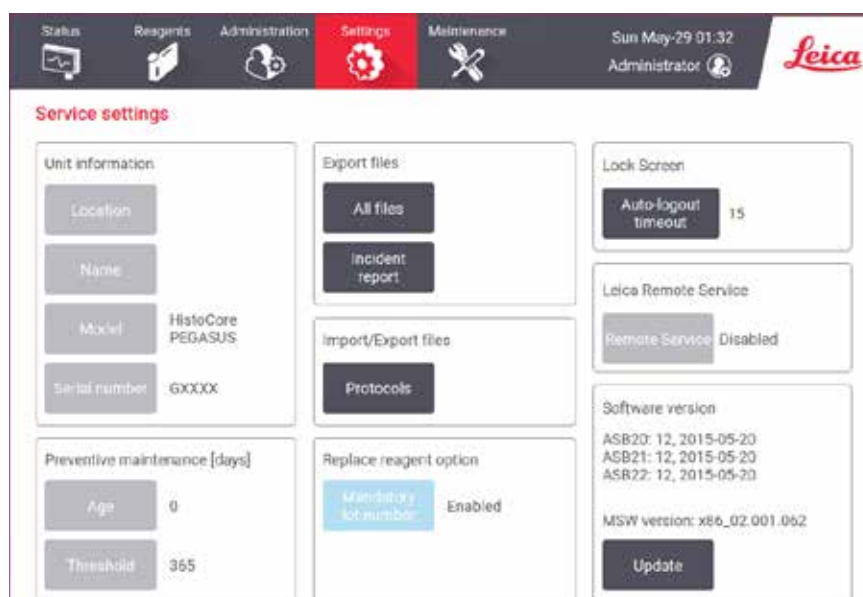 Status Reagents Administration Settings Maintenance
Sun May-29 01:32
Administrator
Leica
Service settings
Unit information
Location
Name
Model
HistoCore
PEGASUS
Serial number
GXXXX
Preventive maintenance [days]
Age
0
Threshold
365
Export files
All files
Incident
report
Import/Export files
Protocols
Replace reagent option
Mandatory
lot number
Enabled
Lock Screen
Auto-logout
timeout
15
Leica Remote Service
Remote Service
Disabled
Software version
ASB20: 12, 2015-05-20
ASB21: 12, 2015-05-20
ASB22: 12, 2015-05-20
MSW version: x86_02.001.062
Update